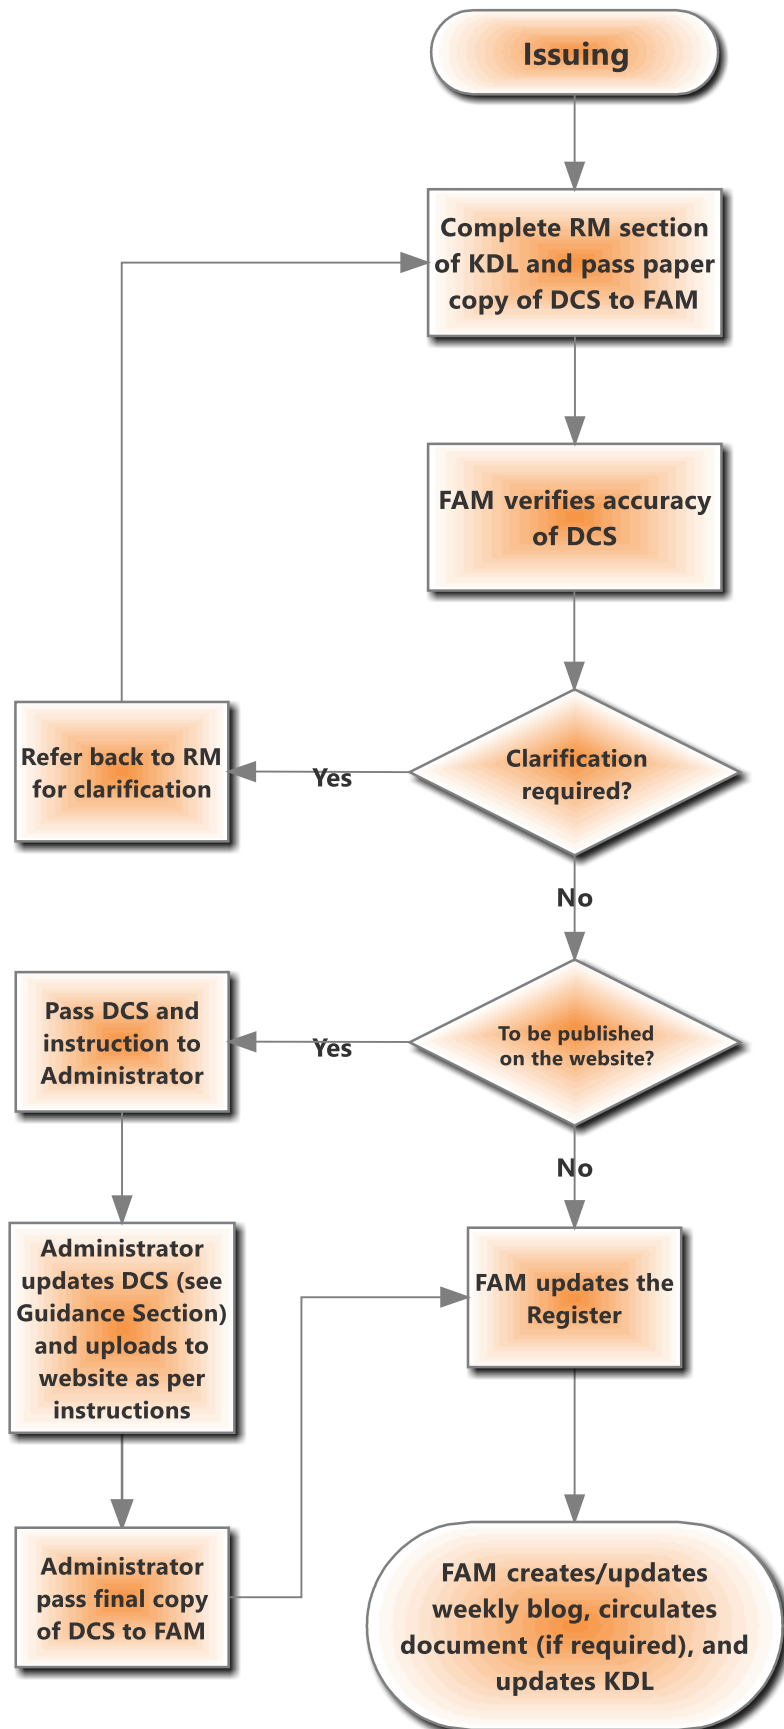 Issuing
Complete RM section
of KDL and pass paper
copy of DCS to FAM
FAM verifies accuracy
of DCS
Clarification
required?
Yes
Refer back to RM
for clarification
No
To be published
on the website?
Yes
Pass DCS and
instruction to
Administrator
No
Administrator
updates DCS (see
Guidance Section)
and uploads to
website as per
instructions
FAM updates the
Register
Administrator
pass final copy
of DCS to FAM
FAM creates/updates
weekly blog, circulates
document (if required), and
updates KDL